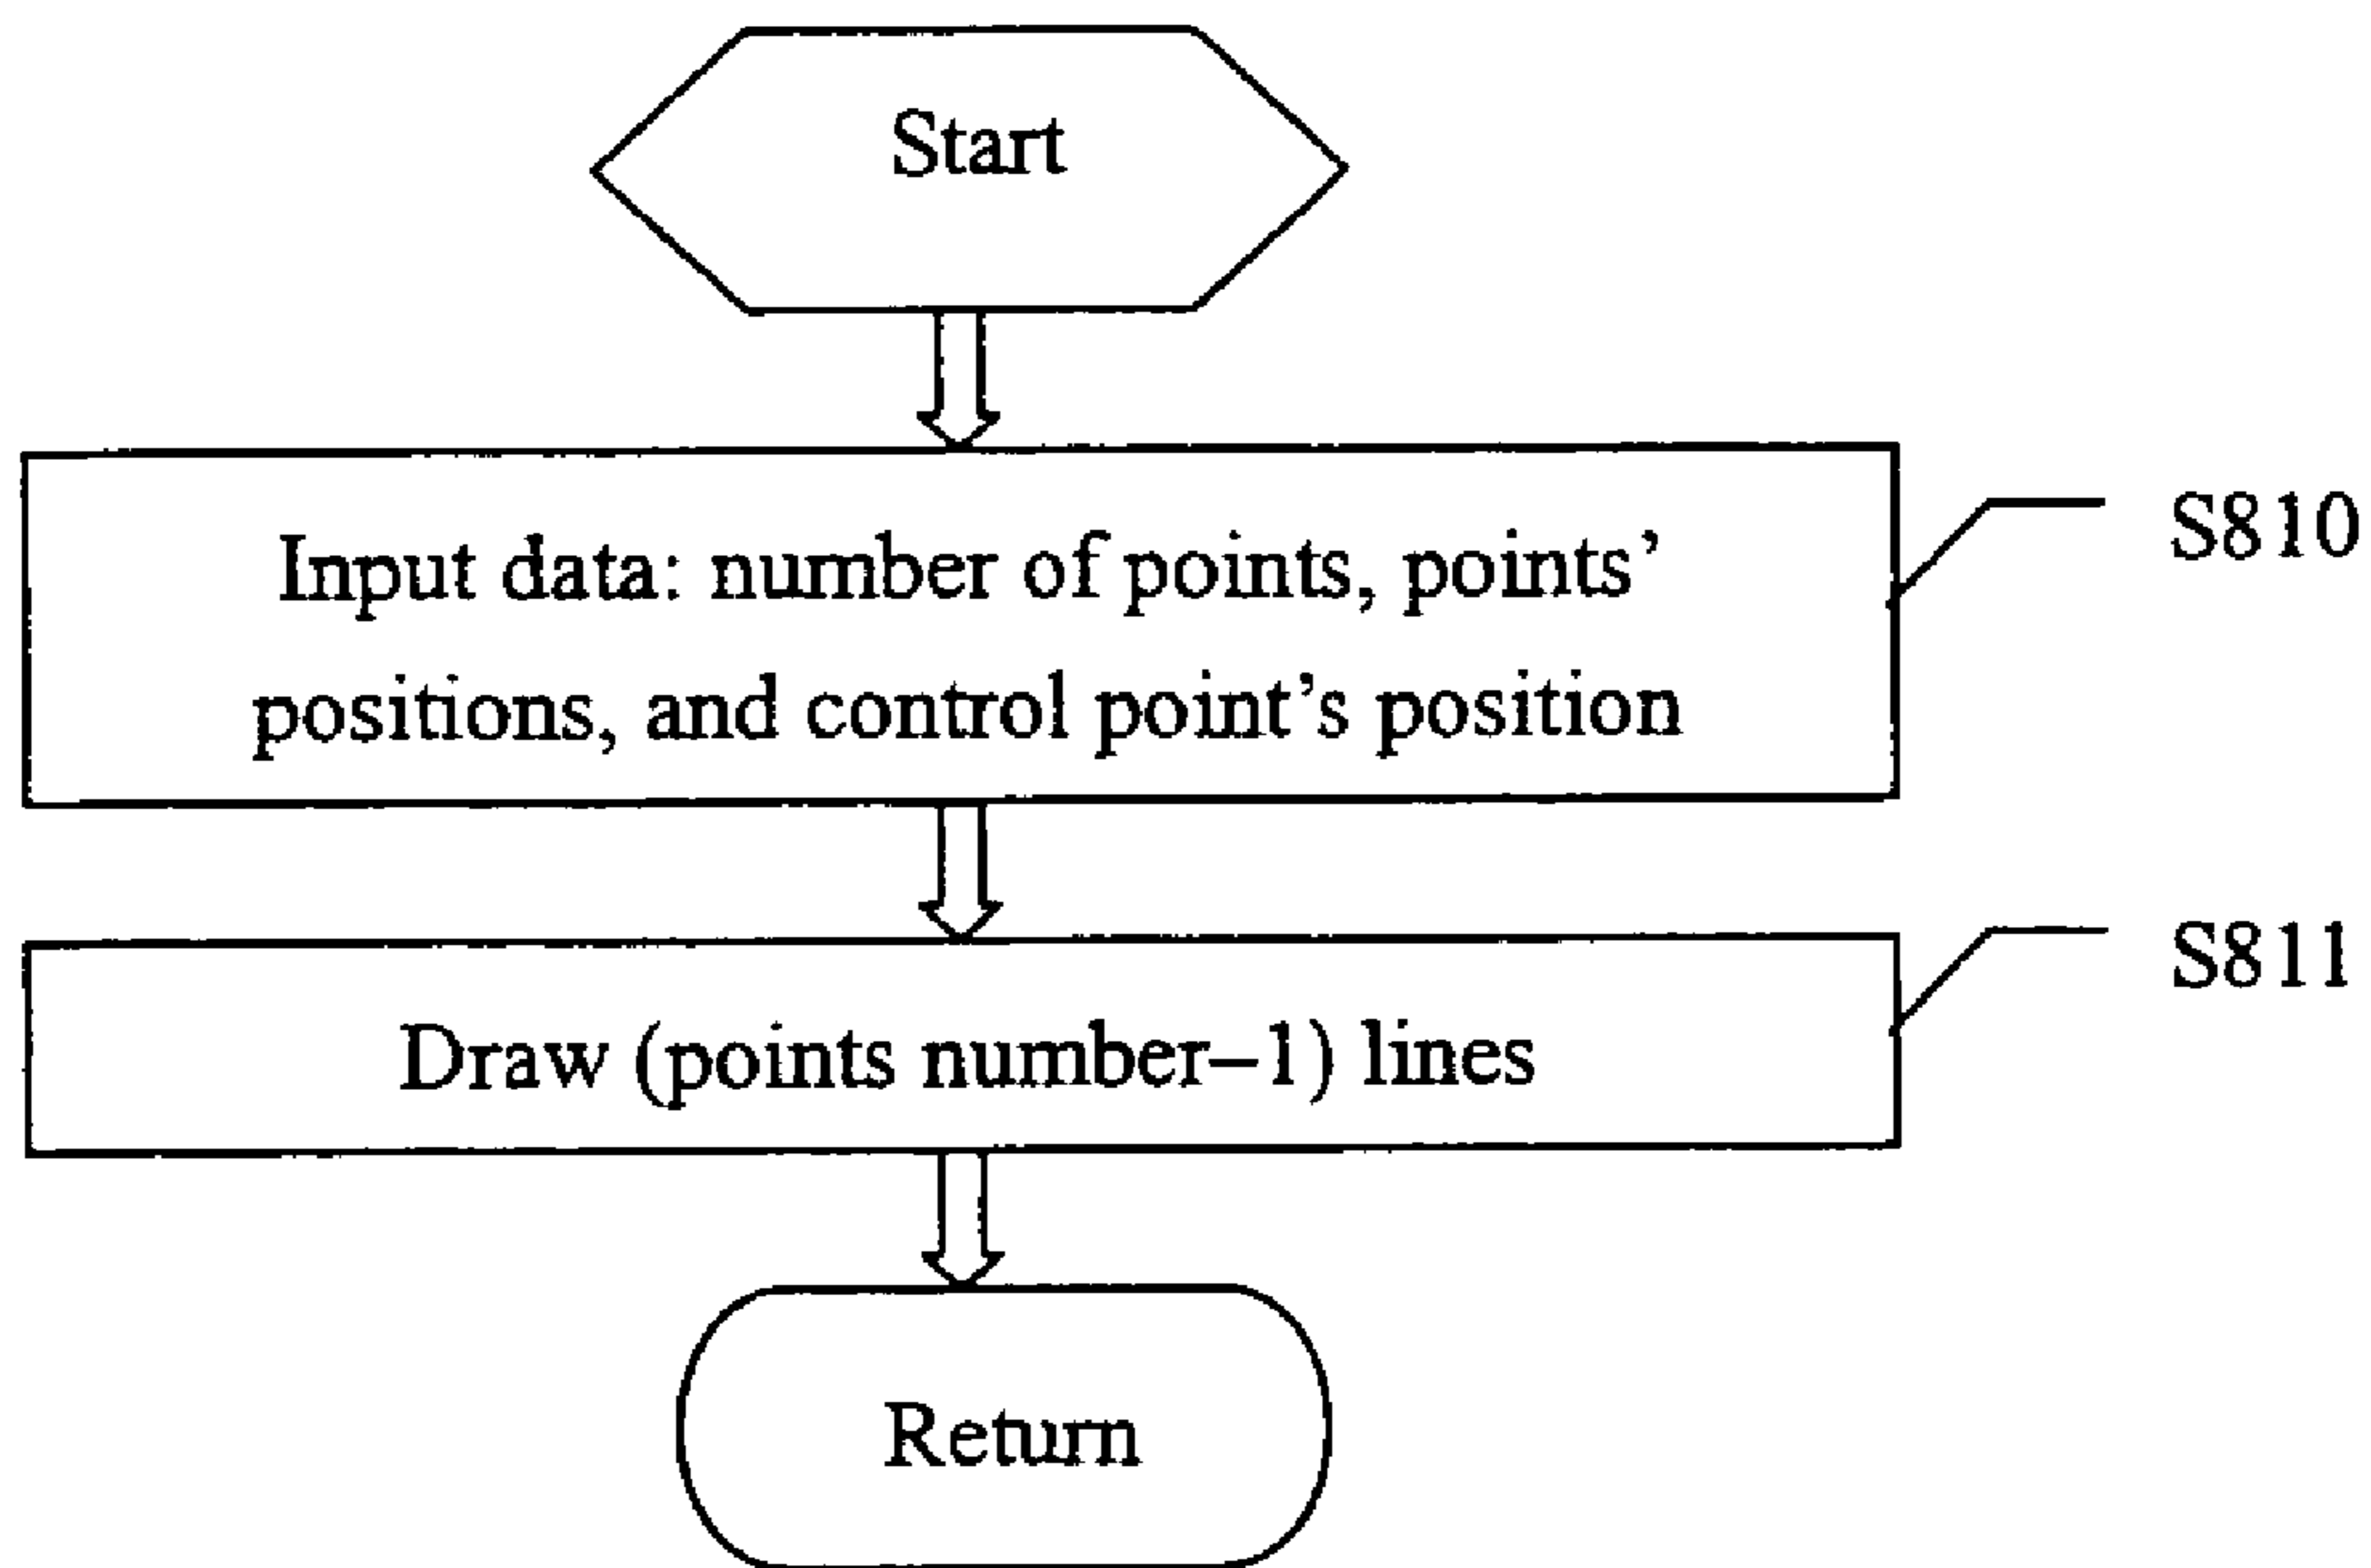 Start
Input data: number of points, points’
positions, and control point’s position
S810
Draw (points number–1) lines
S811
Return